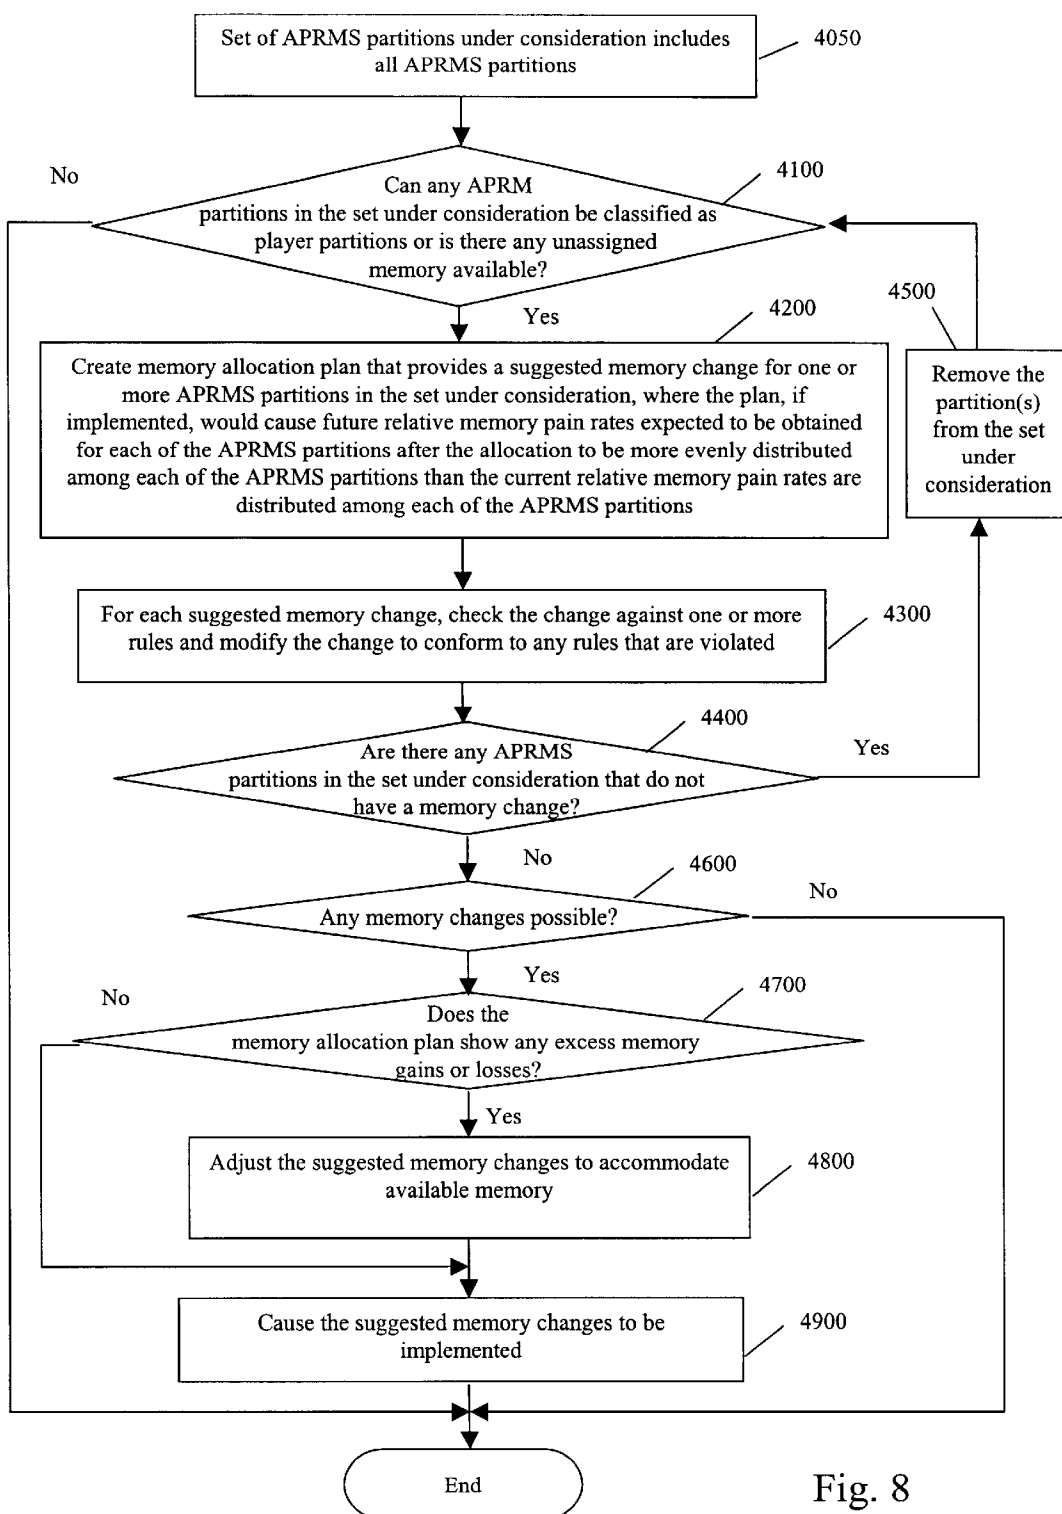 Set of APRMS partitions under consideration includes
all APRMS partitions
4050
No
Can any APRM
partitions in the set under consideration be classified as
player partitions or is there any unassigned
memory available?
4100
Yes
4200
4500
Create memory allocation plan that provides a suggested memory change for one or
more APRMS partitions in the set under consideration, where the plan, if
implemented, would cause future relative memory pain rates expected to be obtained
for each of the APRMS partitions after the allocation to be more evenly distributed
among each of the APRMS partitions than the current relative memory pain rates are
distributed among each of the APRMS partitions
Remove the
partition(s)
from the set
under
consideration
For each suggested memory change, check the change against one or more
rules and modify the change to conform to any rules that are violated
4300
4400
Are there any APRMS
partitions in the set under consideration that do not
have a memory change?
Yes
No
4600
Any memory changes possible?
No
Yes
No
4700
Does the
memory allocation plan show any excess memory
gains or losses?
Yes
Adjust the suggested memory changes to accommodate
available memory
4800
Cause the suggested memory changes to be
implemented
4900
End
Fig. 8